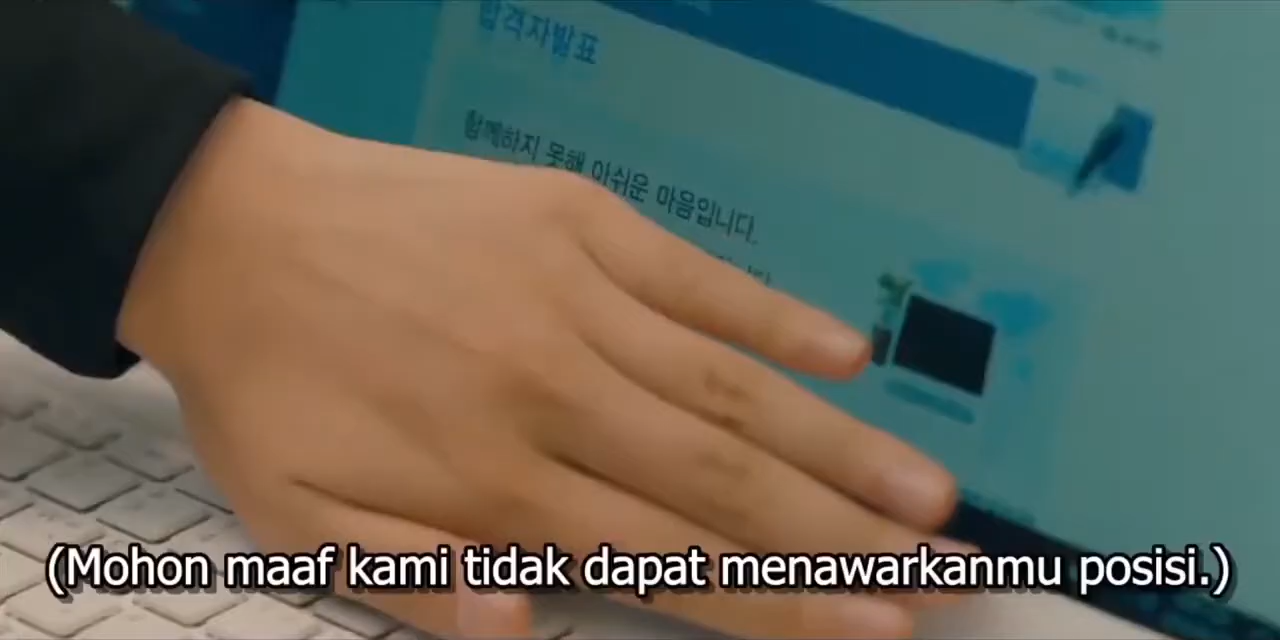 합격자발표
함께하지 못해 아쉬운 마음입니다.
(Mohon maaf kami tidak dapat menawarkanmu posisi.)